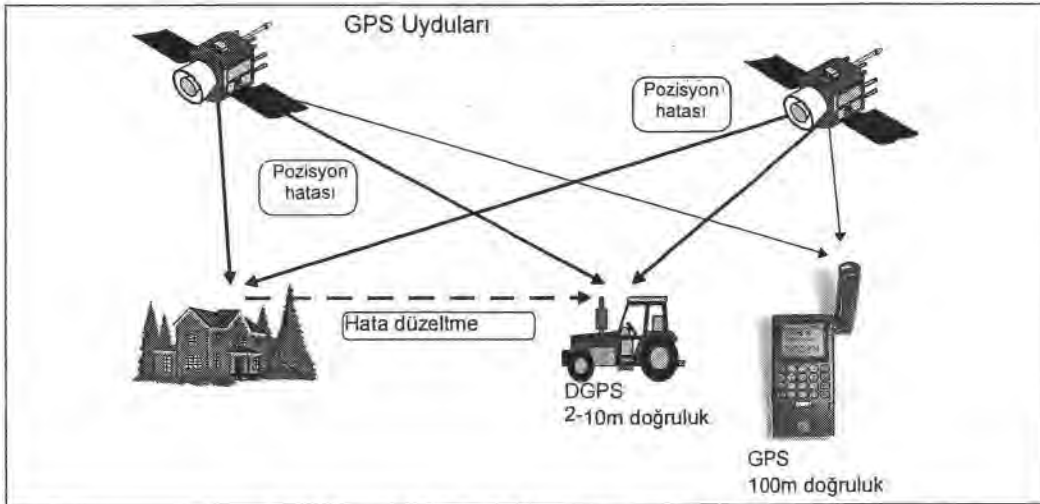 GPS Uyduları
Pozisyon
hatası
Pozisyon
hatası
Hata düzeltme
DGPS
2-10m doğruluk
GPS
100m doğruluk